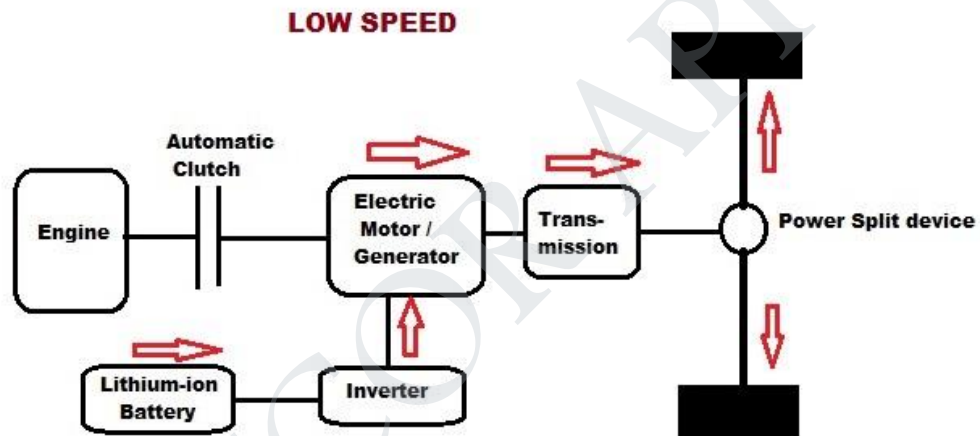 LOW SPEED
Automatic
Clutch
Engine
Electric
Motor /
Generator
Trans-
mission
Power Split device
Lithium-ion
Battery
Inverter